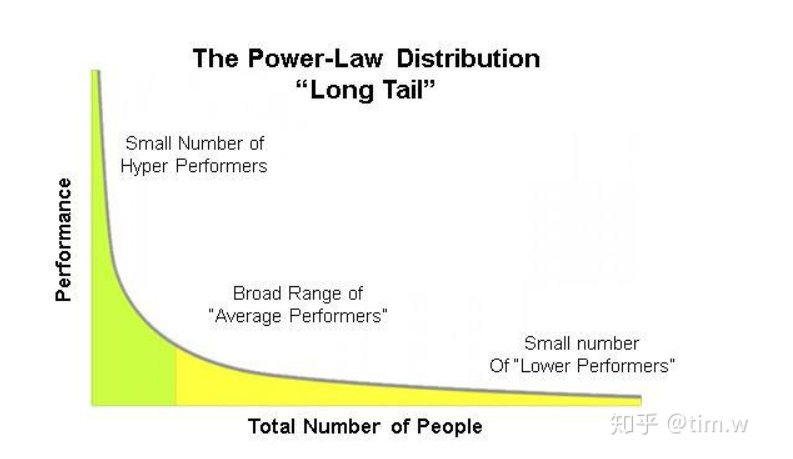 The Power-Law Distribution
“Long Tail”
Small Number of
Hyper Performers
Performance
Broad Range of
"Average Performers"
Small number
Of "Lower Performers"
Total Number of People
知乎 @tim.w